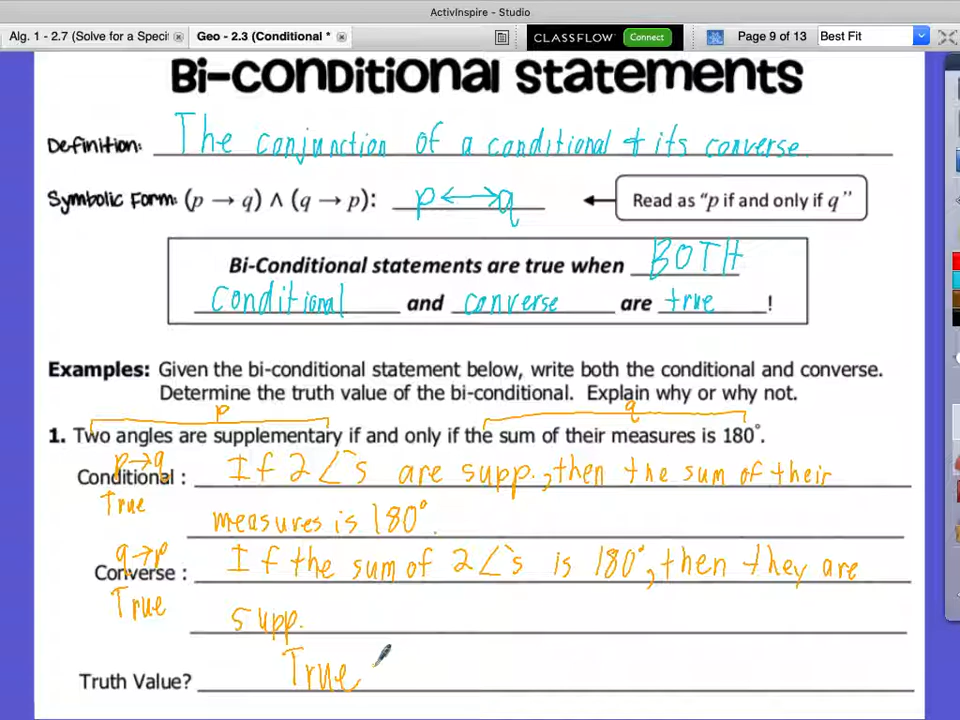 ActivInspire - Studio
Alg. 1 - 2.7 (Solve for a Speci
Geo - 2.3 (Conditional *
CLASSFLOW™ Connect
Page 9 of 13
Best Fit
Bi-conditional Statements
Definition: The conjunction of a conditional + its converse
Symbolic Form: (p → q) ∧ (q → p): p ↔ q
Read as "p if and only if q"
Bi-Conditional statements are true when BOTH
conditional and converse are true !
Examples: Given the bi-conditional statement below, write both the conditional and converse.
Determine the truth value of the bi-conditional. Explain why or why not.
p q
1. Two angles are supplementary if and only if the sum of their measures is 180°.
p→q
Conditional : If 2 ∠'s are supp., then the sum of their
True
measures is 180°.
q→p
Converse : If the sum of 2 ∠'s is 180°, then they are
True
supp.
Truth Value? True